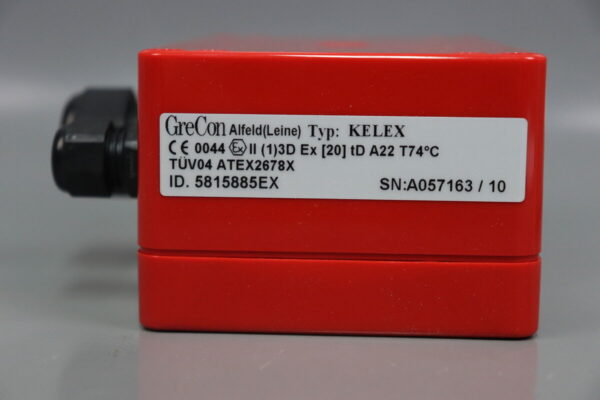 GreCon Alfeld(Leine) Typ: KELEX
CE 0044 Ex II (1)3D Ex [20] tD A22 T74°C
TÜV04 ATEX2678X
ID. 5815885EX SN:A057163 / 10